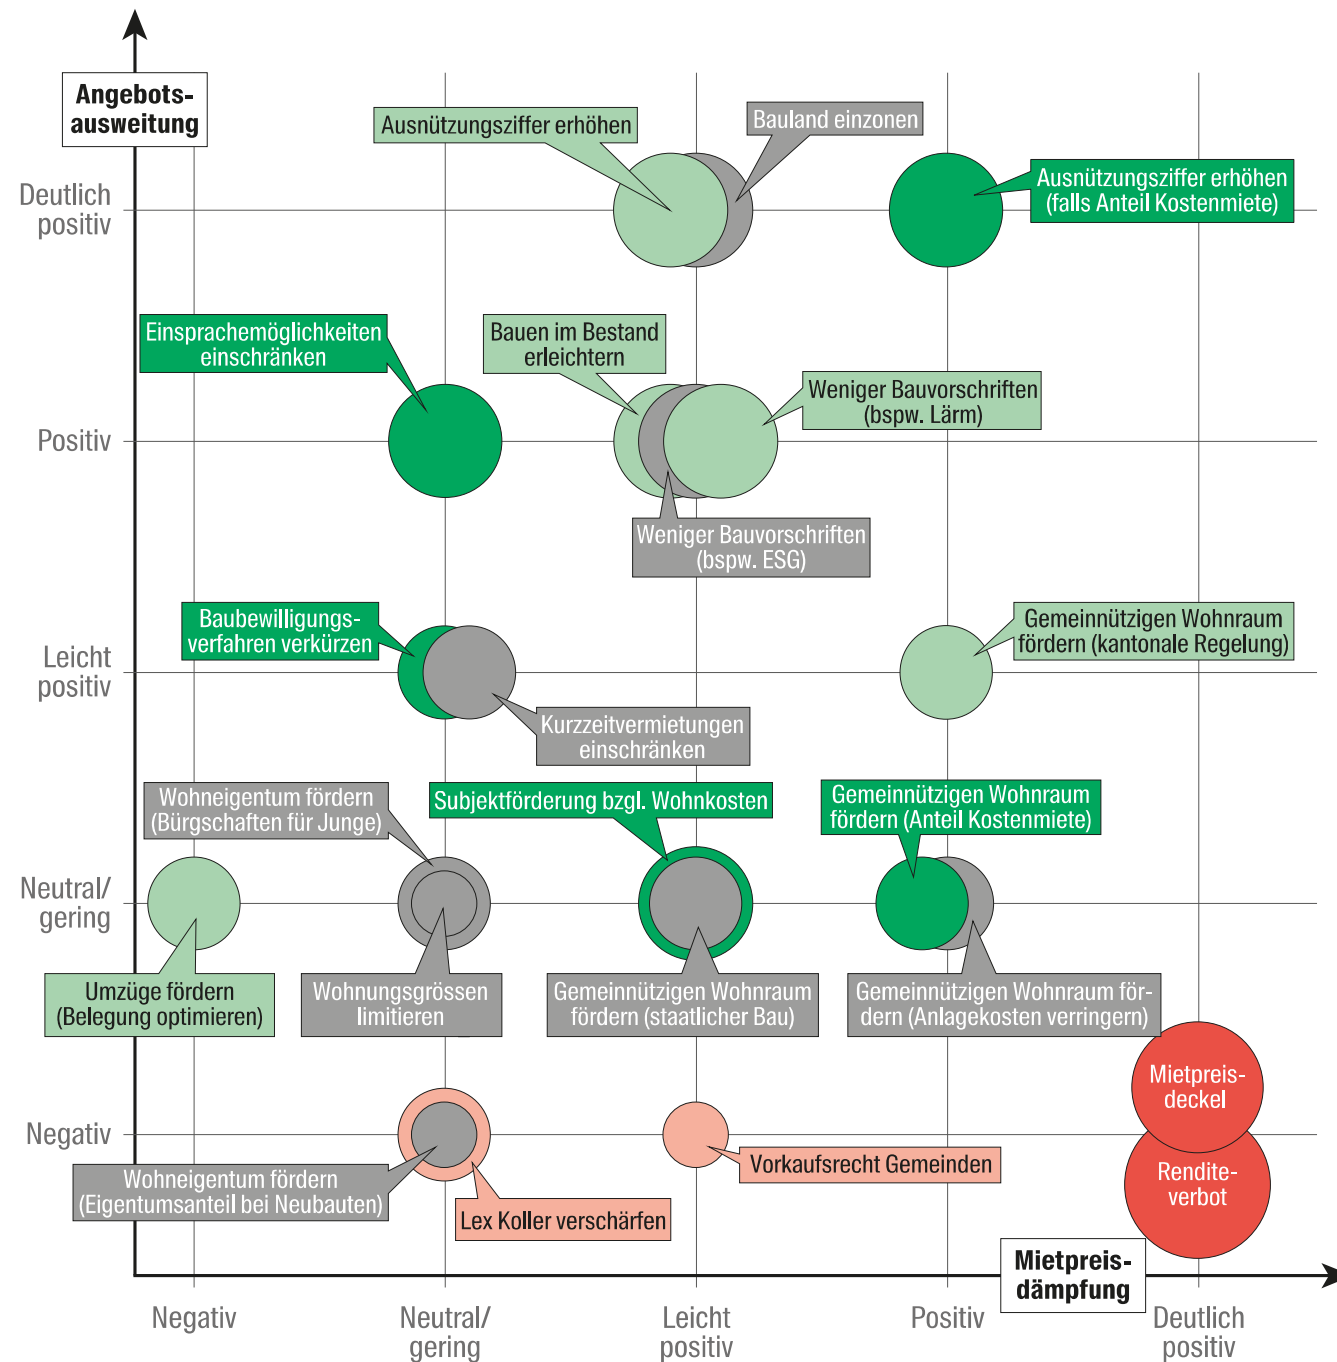 Angebots-
ausweitung
Ausnützungsziffer erhöhen
Bauland einzonen
Deutlich
positiv
Ausnützungsziffer erhöhen
(falls Anteil Kostenmiete)
Einsprachemöglichkeiten
einschränken
Bauen im Bestand
erleichtern
Weniger Bauvorschriften
(bspw. Lärm)
Positiv
Weniger Bauvorschriften
(bspw. ESG)
Baubewilligungs-
verfahren verkürzen
Gemeinnützigen Wohnraum
fördern (kantonale Regelung)
Leicht
positiv
Kurzzeitvermietungen
einschränken
Wohneigentum fördern
(Bürgschaften für Junge)
Subjektförderung bzgl. Wohnkosten
Gemeinnützigen Wohnraum
fördern (Anteil Kostenmiete)
Neutral/
gering
Umzüge fördern
(Belegung optimieren)
Wohnungsgrössen
limitieren
Gemeinnützigen Wohnraum
fördern (staatlicher Bau)
Gemeinnützigen Wohnraum för-
dern (Anlagekosten verringern)
Mietpreis-
deckel
Negativ
Wohneigentum fördern
(Eigentumsanteil bei Neubauten)
Lex Koller verschärfen
Vorkaufsrecht Gemeinden
Rendite-
verbot
Mietpreis-
dämpfung
Negativ
Neutral/
gering
Leicht
positiv
Positiv
Deutlich
positiv